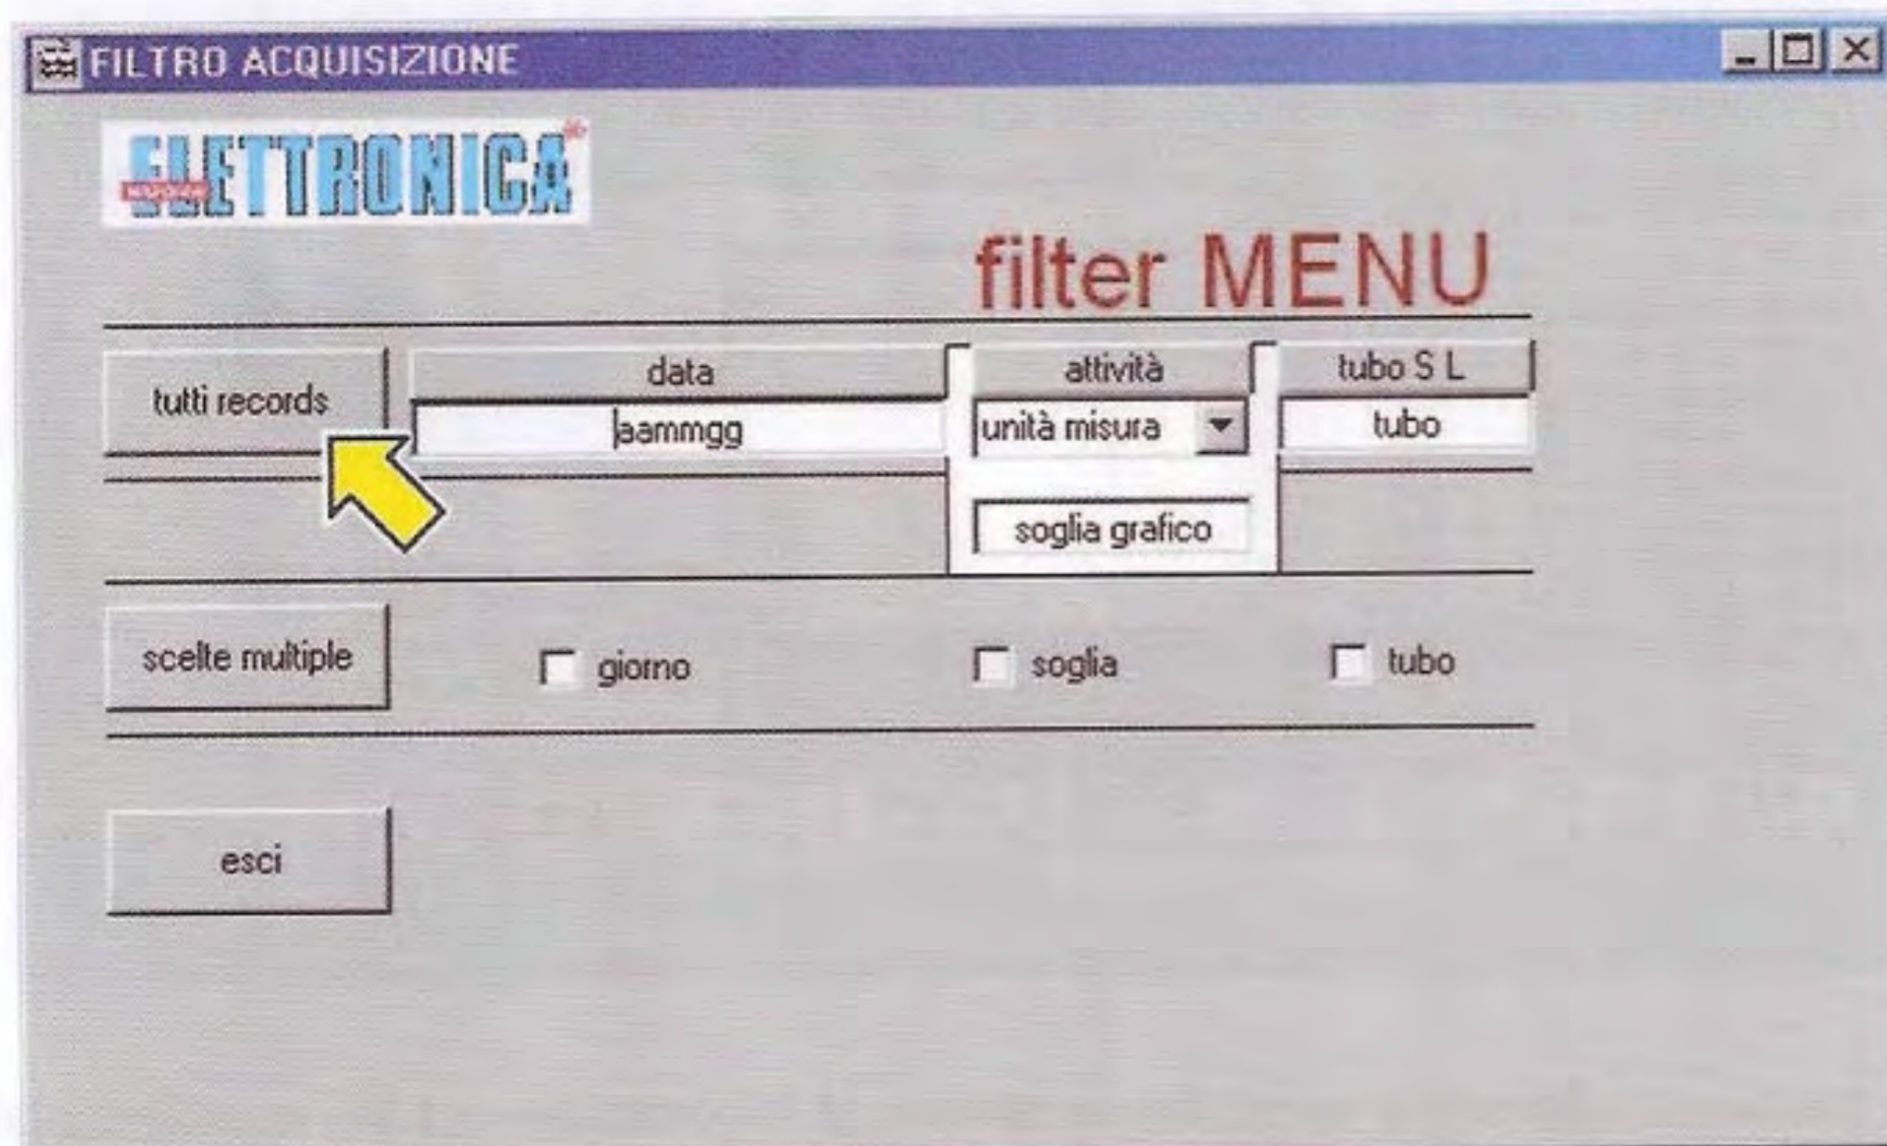 FILTRO ACQUISIZIONE
ELETTRONICA
filter MENU
tutti records
data
attività
tubo S L
aammgg
unità misura
tubo
soglia grafico
scelte multiple
giorno
soglia
tubo
esci